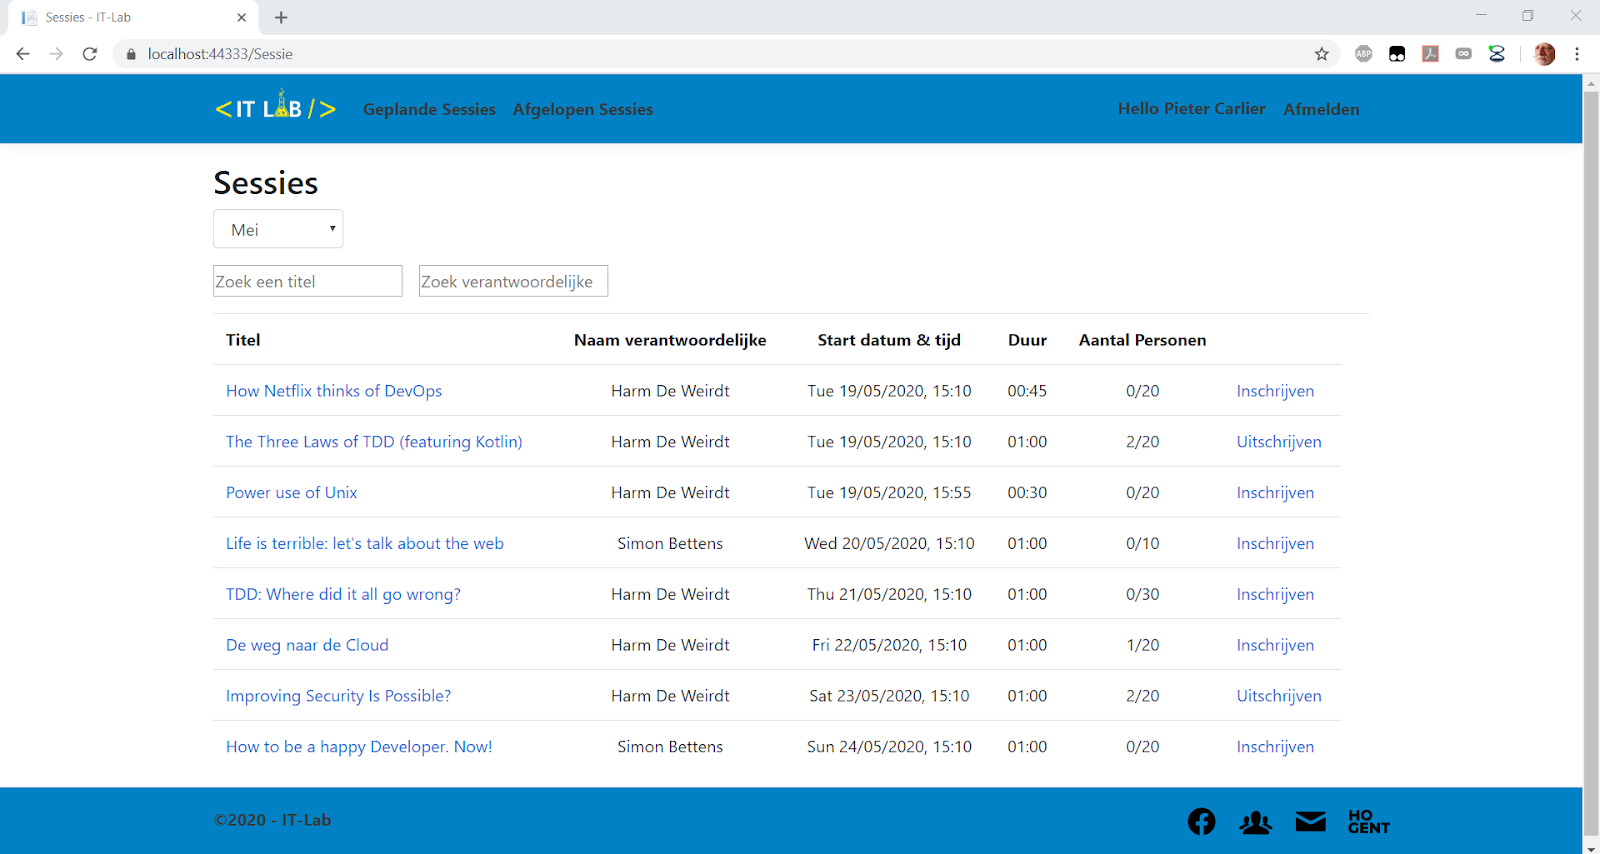 Sessies - IT-Lab
localhost:44333/Sessie
ABP
<IT LAB/> Geplande Sessies Afgelopen Sessies Hello Pieter Carlier Afmelden
Sessies
Mei
Zoek een titel Zoek verantwoordelijke
Titel Naam verantwoordelijke Start datum & tijd Duur Aantal Personen
How Netflix thinks of DevOps Harm De Weirdt Tue 19/05/2020, 15:10 00:45 0/20 Inschrijven
The Three Laws of TDD (featuring Kotlin) Harm De Weirdt Tue 19/05/2020, 15:10 01:00 2/20 Uitschrijven
Power use of Unix Harm De Weirdt Tue 19/05/2020, 15:55 00:30 0/20 Inschrijven
Life is terrible: let's talk about the web Simon Bettens Wed 20/05/2020, 15:10 01:00 0/10 Inschrijven
TDD: Where did it all go wrong? Harm De Weirdt Thu 21/05/2020, 15:10 01:00 0/30 Inschrijven
De weg naar de Cloud Harm De Weirdt Fri 22/05/2020, 15:10 01:00 1/20 Inschrijven
Improving Security Is Possible? Harm De Weirdt Sat 23/05/2020, 15:10 01:00 2/20 Uitschrijven
How to be a happy Developer. Now! Simon Bettens Sun 24/05/2020, 15:10 01:00 0/20 Inschrijven
©2020 - IT-Lab
HO
GENT